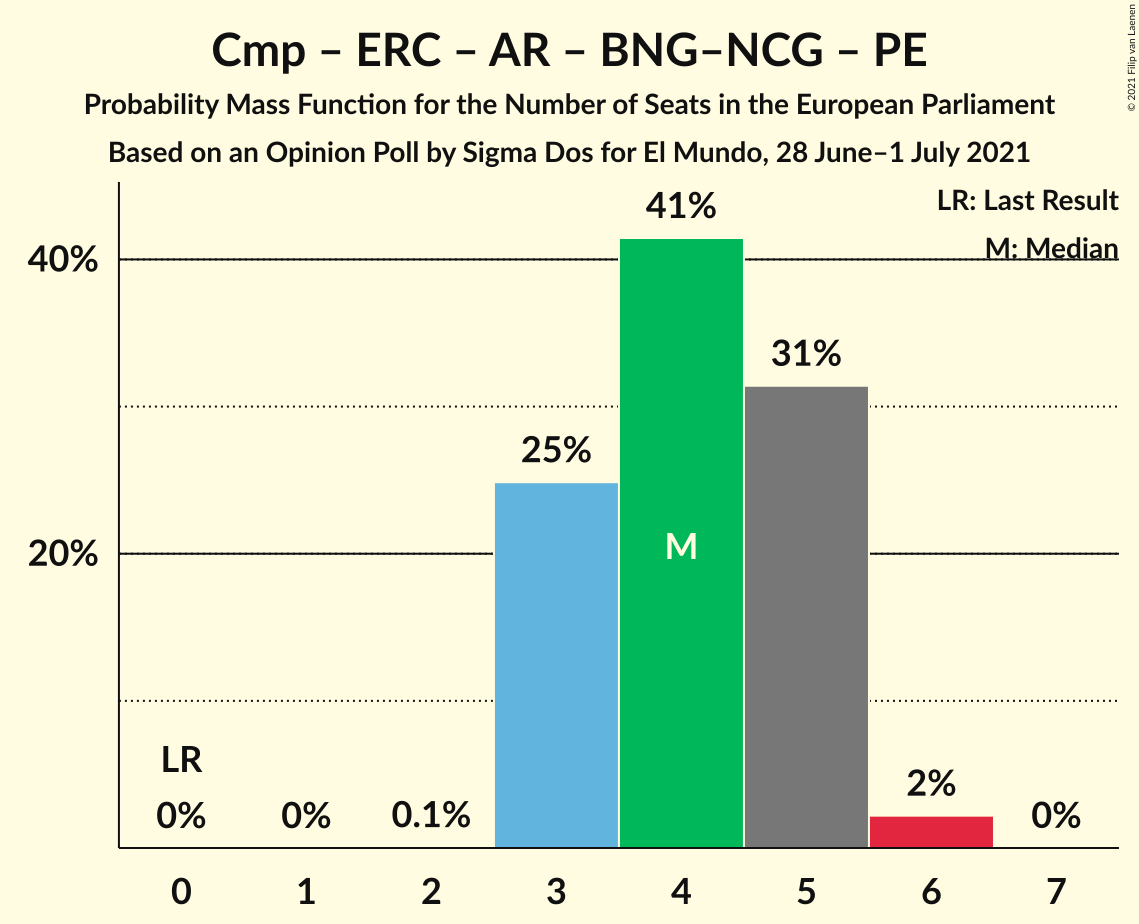 Cmp – ERC – AR – BNG–NCG – PE
Probability Mass Function for the Number of Seats in the European Parliament
Based on an Opinion Poll by Sigma Dos for El Mundo, 28 June–1 July 2021
© 2021 Filip van Laenen
LR: Last Result
M: Median
40%
20%
41%
31%
25%
M
LR
0%
0%
0.1%
2%
0%
0 1 2 3 4 5 6 7